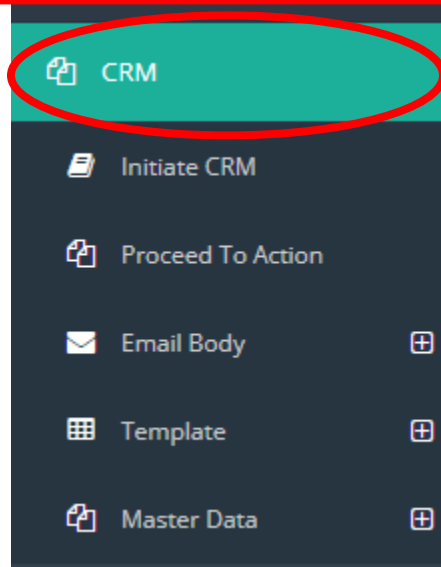 CRM
Initiate CRM
Proceed To Action
Email Body
Template
Master Data